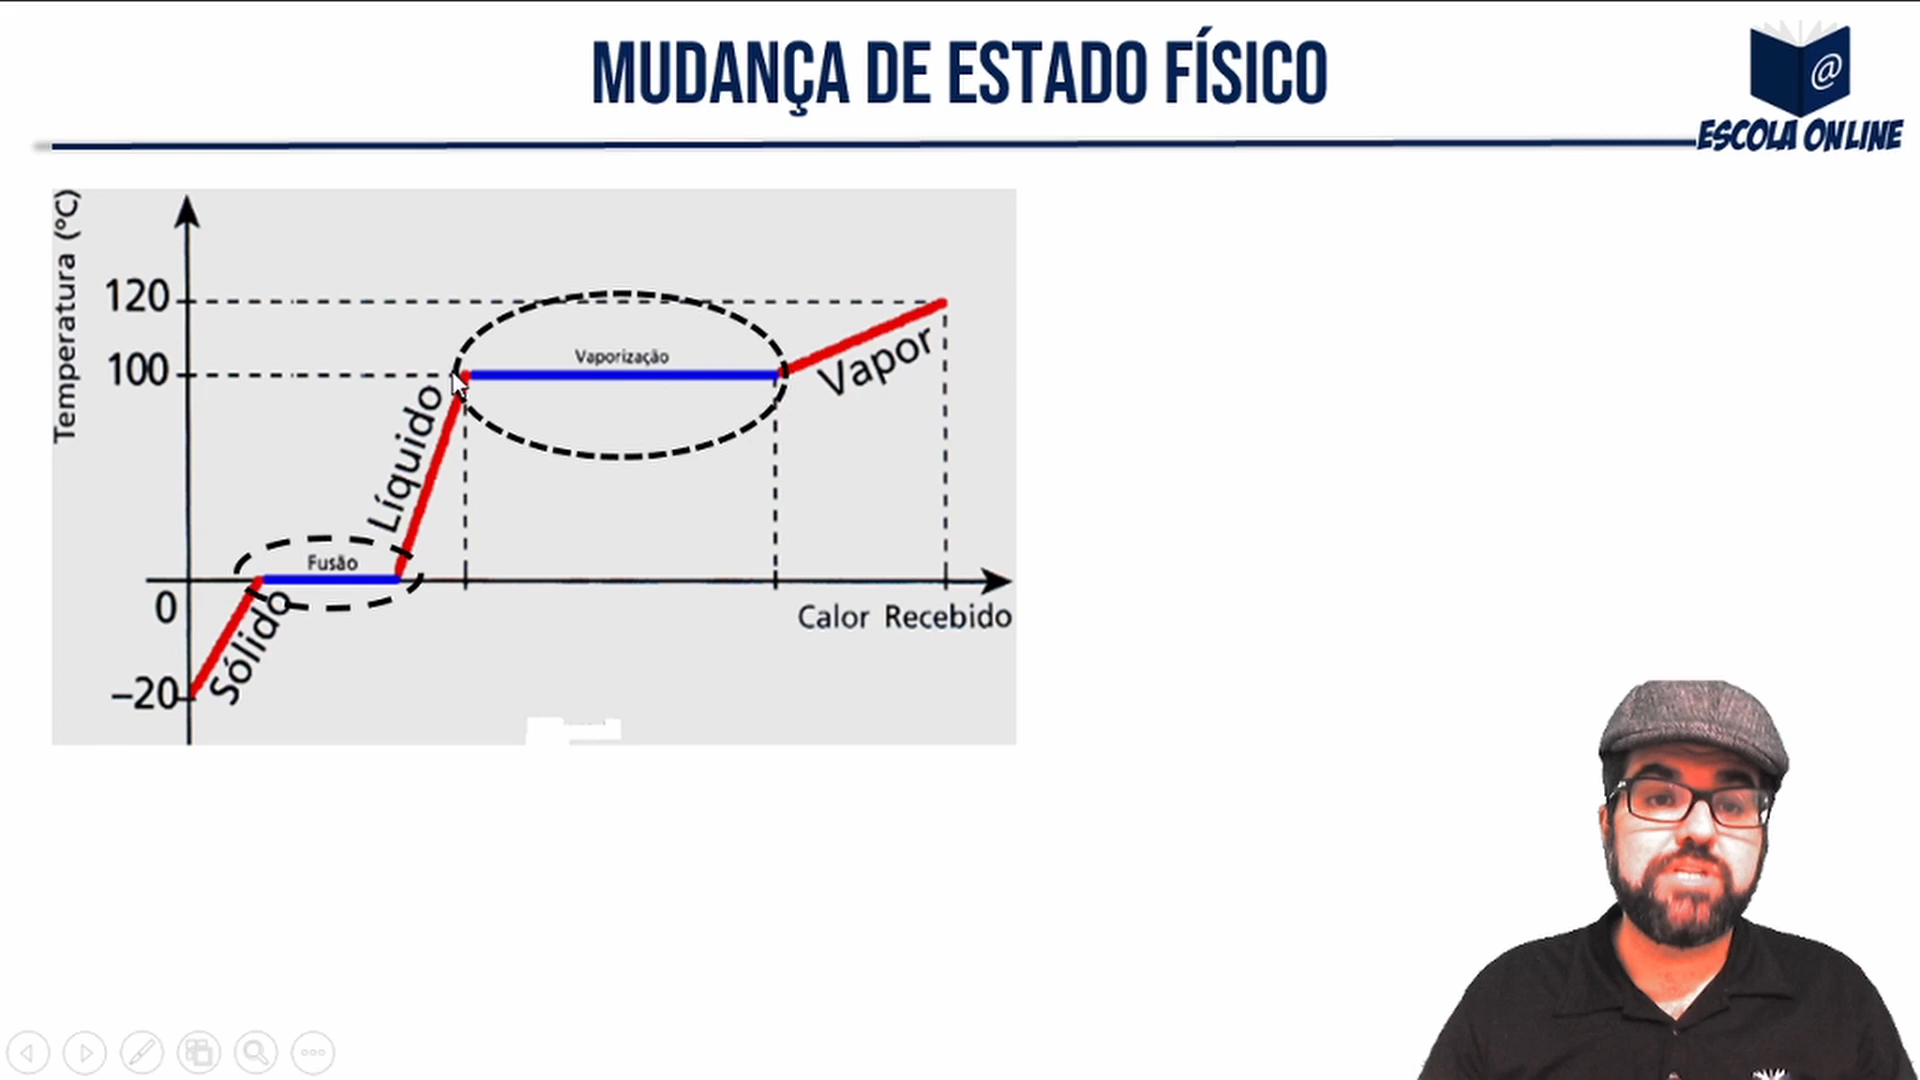 MUDANÇA DE ESTADO FÍSICO
@
ESCOLA ONLINE
Temperatura (°C)
120
100
Vaporização
Vapor
Líquido
Fusão
0
Sólido
Calor Recebido
−20